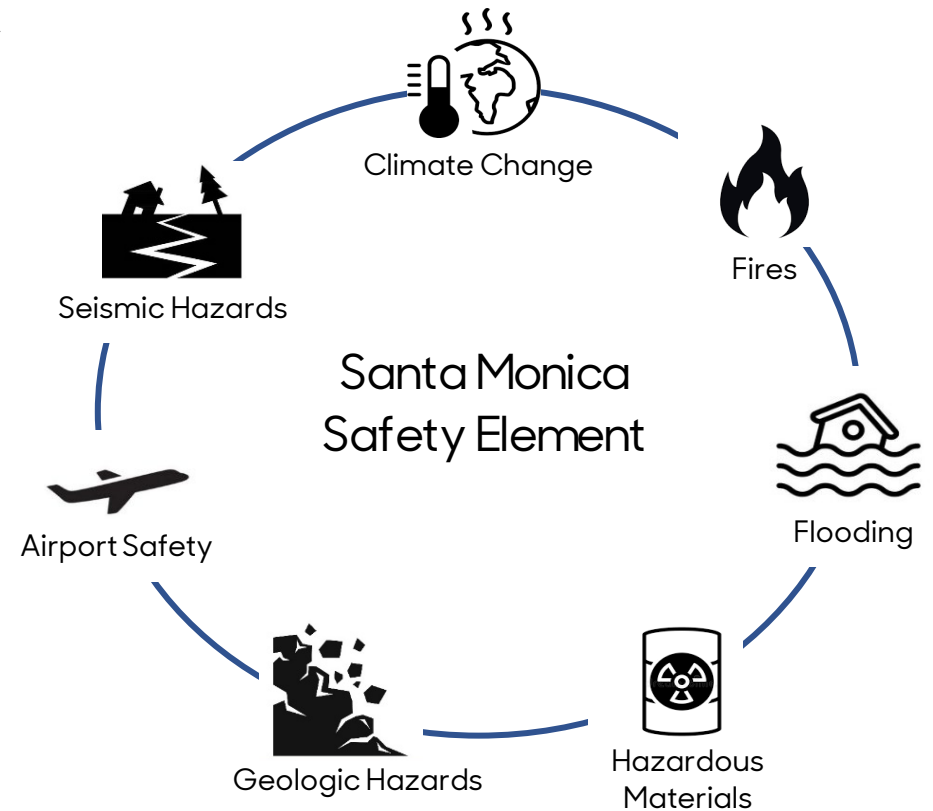 Climate Change
Fires
Seismic Hazards
Santa Monica
Safety Element
Flooding
Airport Safety
Geologic Hazards
Hazardous
Materials